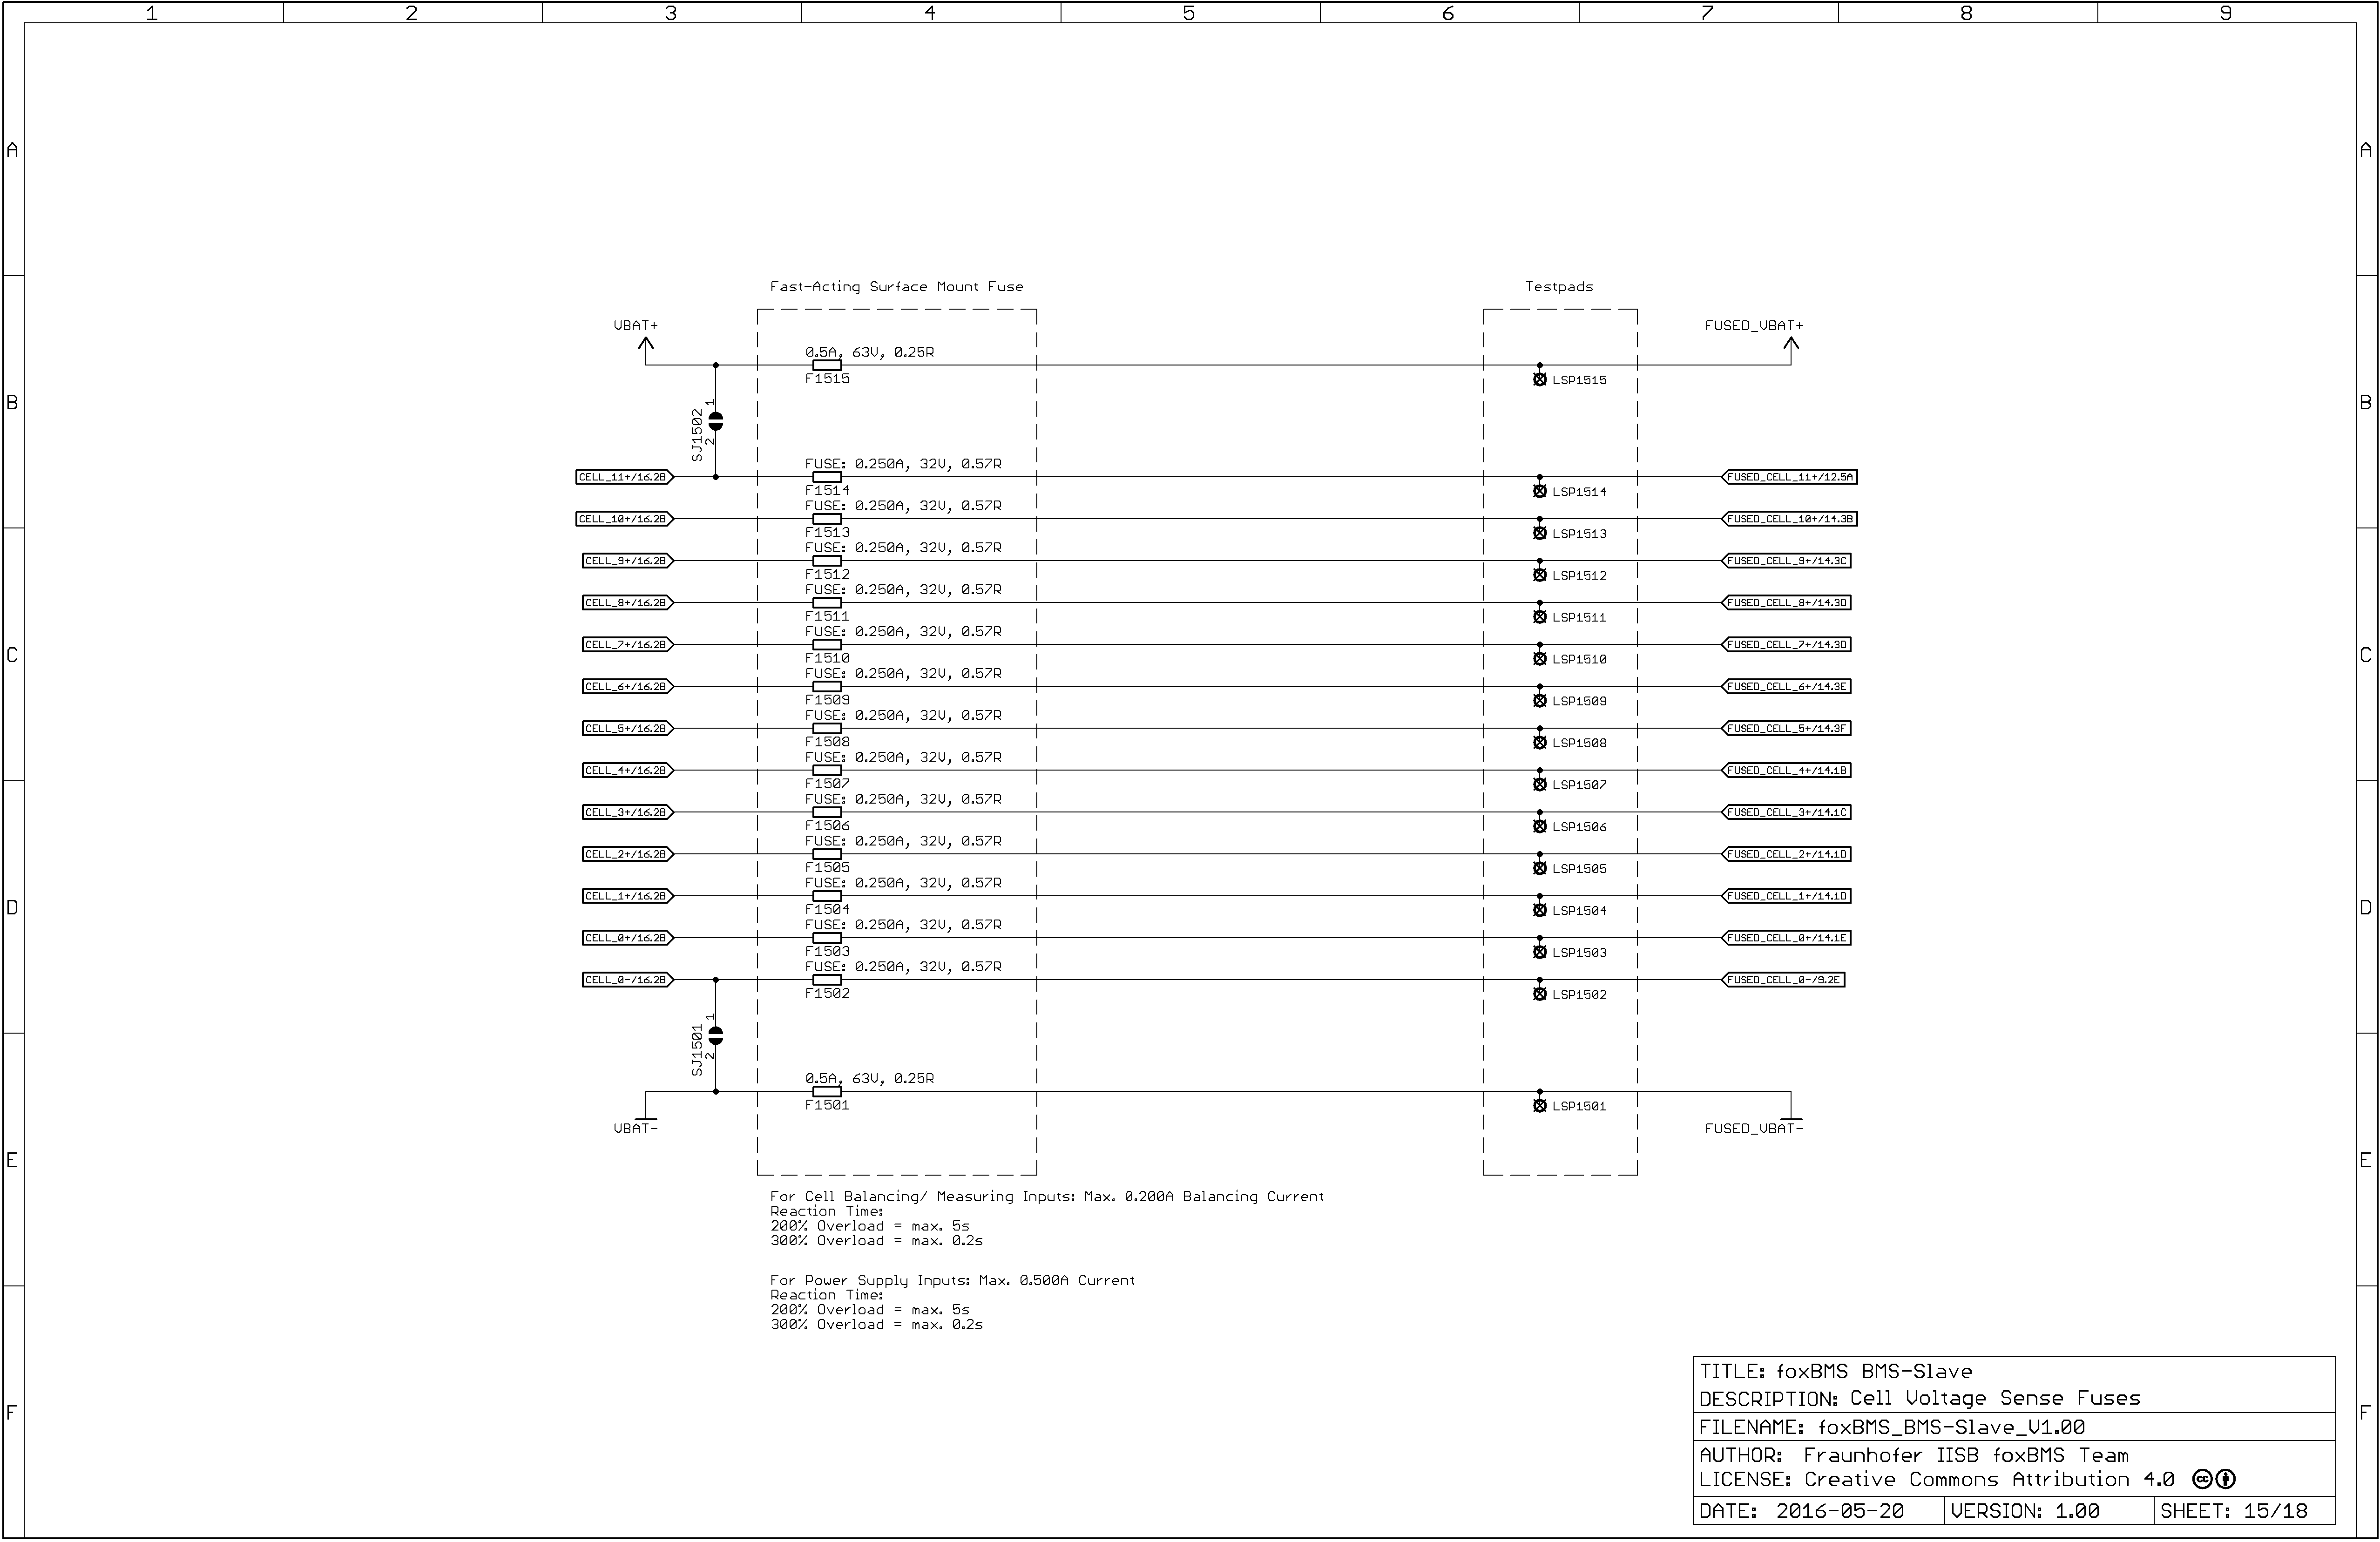 1 2 3 4 5 6 7 8 9
A A
Fast-Acting Surface Mount Fuse Testpads
VBAT+ FUSED_VBAT+
0.5A, 63V, 0.25R
F1515 LSP1515
B B
SJ1502 1 2
FUSE: 0.250A, 32V, 0.57R
CELL_11+/16.2B FUSED_CELL_11+/12.5A
F1514 LSP1514
FUSE: 0.250A, 32V, 0.57R
CELL_10+/16.2B FUSED_CELL_10+/14.3B
F1513 LSP1513
FUSE: 0.250A, 32V, 0.57R
CELL_9+/16.2B FUSED_CELL_9+/14.3C
F1512 LSP1512
FUSE: 0.250A, 32V, 0.57R
CELL_8+/16.2B FUSED_CELL_8+/14.3D
F1511 LSP1511
FUSE: 0.250A, 32V, 0.57R
CELL_7+/16.2B FUSED_CELL_7+/14.3D
C C
F1510 LSP1510
FUSE: 0.250A, 32V, 0.57R
CELL_6+/16.2B FUSED_CELL_6+/14.3E
F1509 LSP1509
FUSE: 0.250A, 32V, 0.57R
CELL_5+/16.2B FUSED_CELL_5+/14.3F
F1508 LSP1508
FUSE: 0.250A, 32V, 0.57R
CELL_4+/16.2B FUSED_CELL_4+/14.1B
F1507 LSP1507
FUSE: 0.250A, 32V, 0.57R
CELL_3+/16.2B FUSED_CELL_3+/14.1C
F1506 LSP1506
FUSE: 0.250A, 32V, 0.57R
CELL_2+/16.2B FUSED_CELL_2+/14.1D
F1505 LSP1505
FUSE: 0.250A, 32V, 0.57R
CELL_1+/16.2B FUSED_CELL_1+/14.1D
D D
F1504 LSP1504
FUSE: 0.250A, 32V, 0.57R
CELL_0+/16.2B FUSED_CELL_0+/14.1E
F1503 LSP1503
FUSE: 0.250A, 32V, 0.57R
CELL_0-/16.2B FUSED_CELL_0-/9.2E
F1502 LSP1502
SJ1501 1 2
0.5A, 63V, 0.25R
F1501 LSP1501
VBAT- FUSED_VBAT-
E E
For Cell Balancing/ Measuring Inputs: Max. 0.200A Balancing Current
Reaction Time:
200% Overload = max. 5s
300% Overload = max. 0.2s
For Power Supply Inputs: Max. 0.500A Current
Reaction Time:
200% Overload = max. 5s
300% Overload = max. 0.2s
F F
TITLE: foxBMS BMS-Slave
DESCRIPTION: Cell Voltage Sense Fuses
FILENAME: foxBMS_BMS-Slave_V1.00
AUTHOR: Fraunhofer IISB foxBMS Team
LICENSE: Creative Commons Attribution 4.0 cc
DATE: 2016-05-20 VERSION: 1.00 SHEET: 15/18